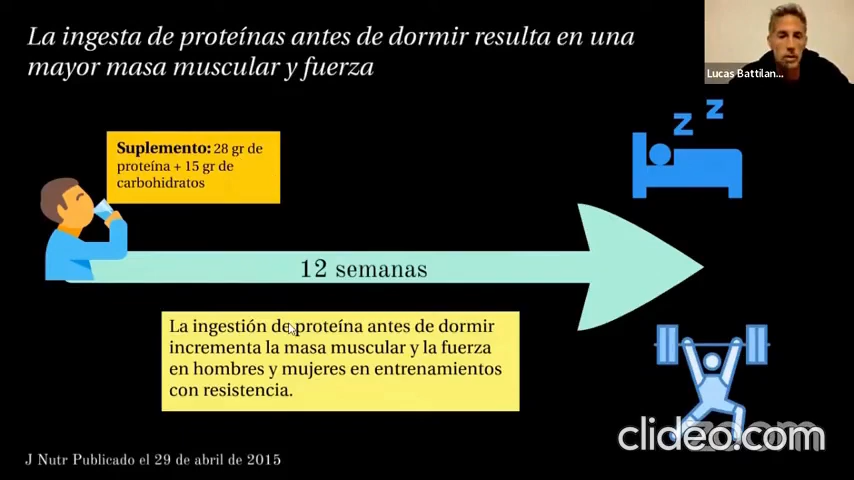 La ingesta de proteínas antes de dormir resulta en una
mayor masa muscular y fuerza
Lucas Battilan...
Suplemento: 28 gr de
proteína + 15 gr de
carbohidratos
z z
12 semanas
La ingestión de proteína antes de dormir
incrementa la masa muscular y la fuerza
en hombres y mujeres en entrenamientos
con resistencia.
zoom
clideo.com
J Nutr Publicado el 29 de abril de 2015